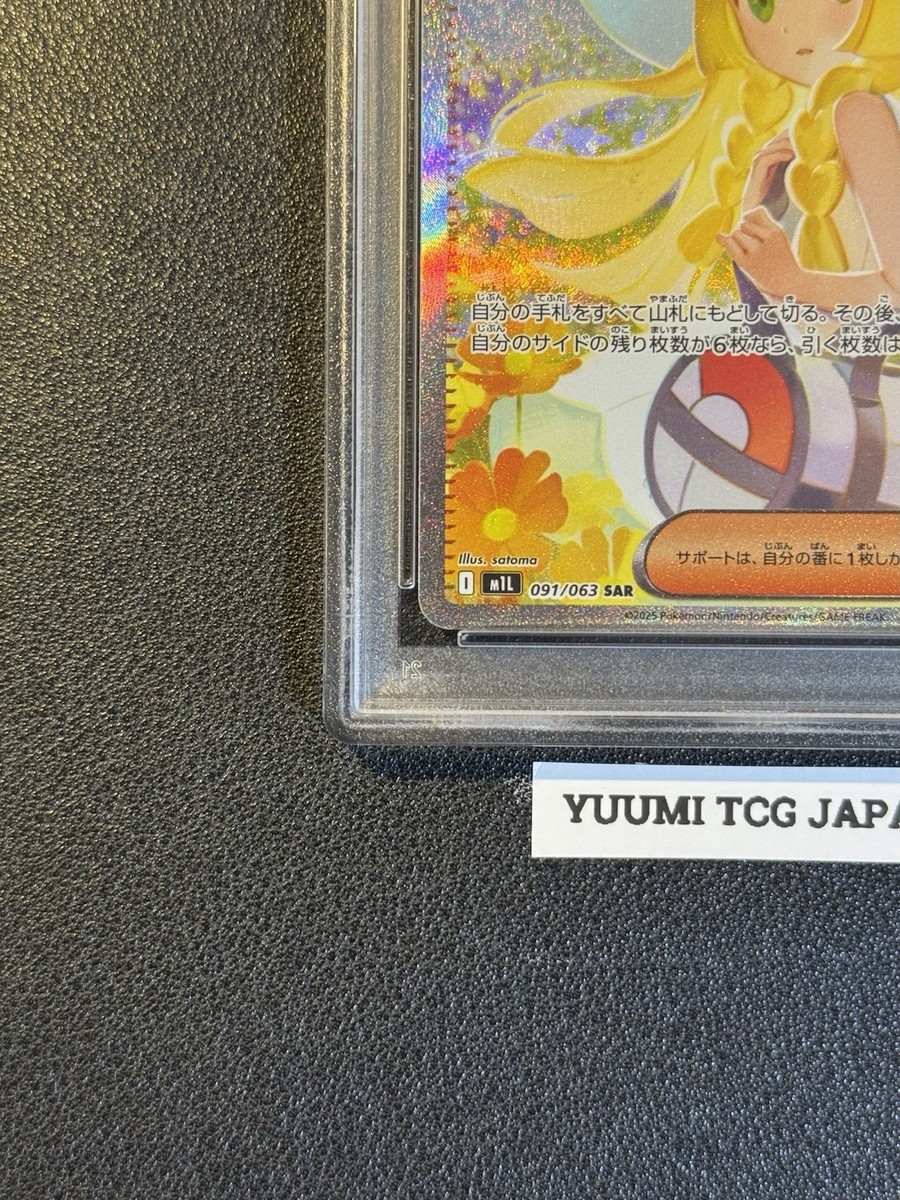 自分の手札をすべて山札にもどして切る。その後、
自分のサイドの残り枚数が6枚なら、引く枚数は
サポートは、自分の番に1枚しか
Illus. satoma
I M1L 091/063 SAR
©2025 Pokémon/Nintendo/Creatures/GAME FREAK.
21
YUUMI TCG JAPA